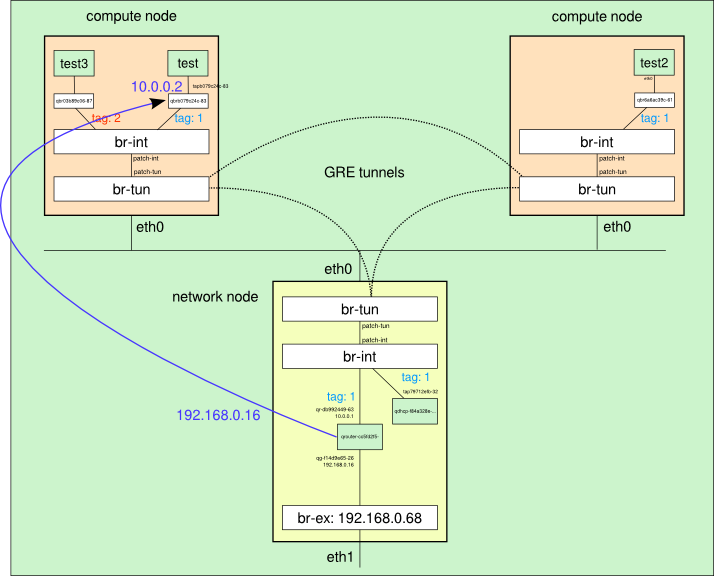 compute node
compute node
test3
test
test2
10.0.0.2
tapb079c24c-83
eth0
qbr03b89c06-87
qbrb079c24c-83
qbr6a6ac39c-61
tag: 2
tag: 1
tag: 1
br-int
br-int
patch-int
patch-int
GRE tunnels
patch-tun
patch-tun
br-tun
br-tun
eth0
eth0
eth0
network node
br-tun
patch-tun
patch-int
br-int
tag: 1
tap79712efb-32
tag: 1
qr-db992449-63
10.0.0.1
qdhcp-f84a328e-...
192.168.0.16
qrouter-cc5fd2f5-
qg-f14d9e65-26
192.168.0.16
br-ex: 192.168.0.68
eth1